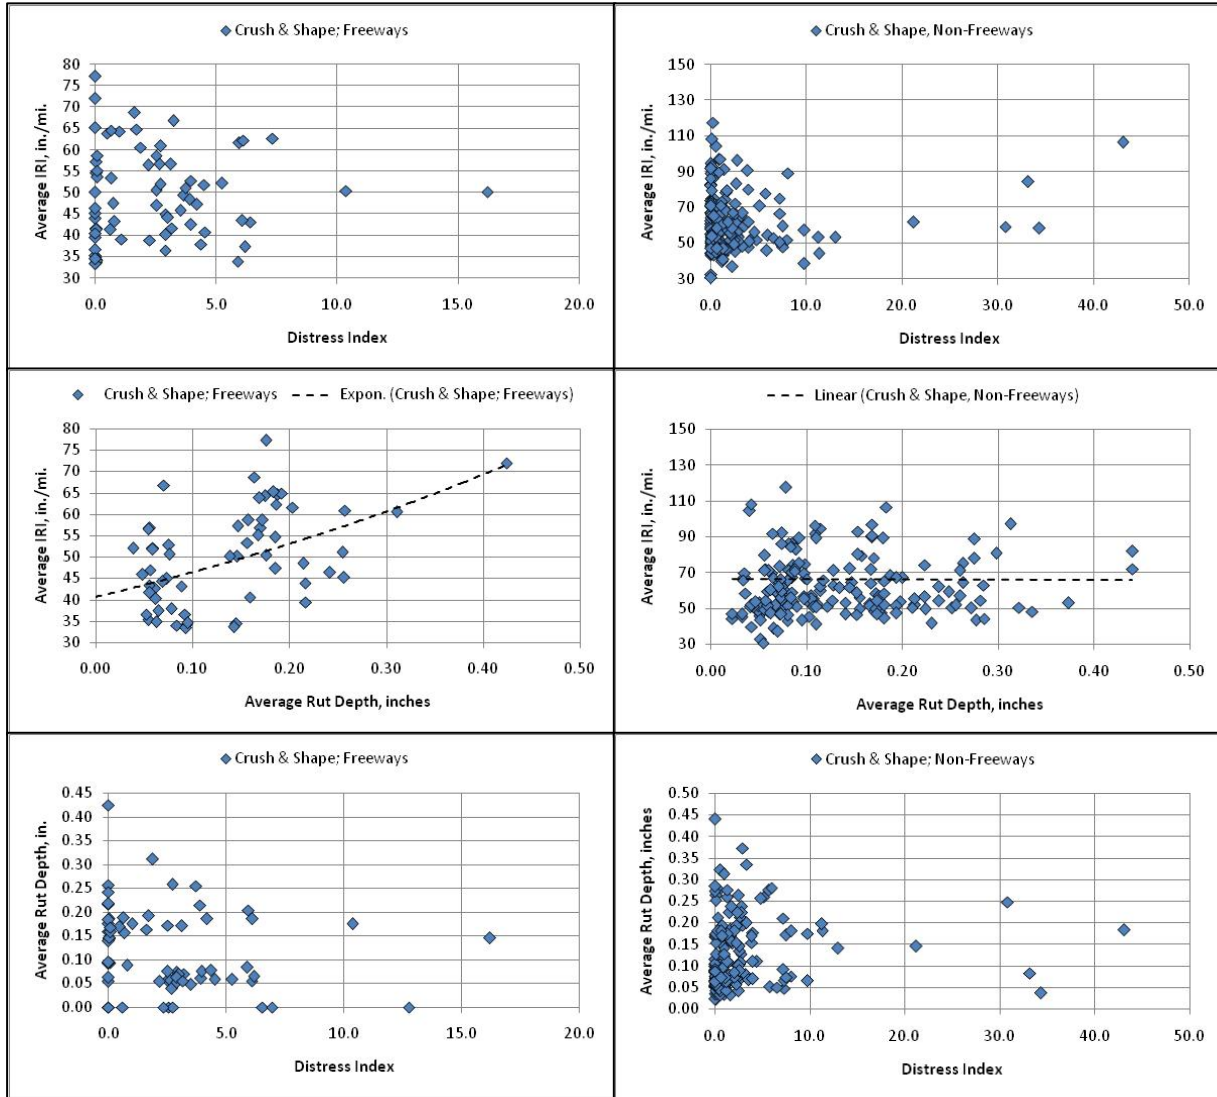 Crush & Shape; Freeways
Average IRI, in./mi.
80
75
70
65
60
55
50
45
40
35
30
0.0 5.0 10.0 15.0 20.0
Distress Index
Crush & Shape, Non-Freeways
Average IRI, in./mi.
150
130
110
90
70
50
30
0.0 10.0 20.0 30.0 40.0 50.0
Distress Index
Crush & Shape; Freeways Expon. (Crush & Shape; Freeways)
Average IRI, in./mi.
80
75
70
65
60
55
50
45
40
35
30
0.00 0.10 0.20 0.30 0.40 0.50
Average Rut Depth, inches
Linear (Crush & Shape, Non-Freeways)
Average IRI, in./mi.
150
130
110
90
70
50
30
0.00 0.10 0.20 0.30 0.40 0.50
Average Rut Depth, inches
Crush & Shape; Freeways
Average Rut Depth, in.
0.45
0.40
0.35
0.30
0.25
0.20
0.15
0.10
0.05
0.00
0.0 5.0 10.0 15.0 20.0
Distress Index
Crush & Shape; Non-Freeways
Average Rut Depth, inches
0.50
0.45
0.40
0.35
0.30
0.25
0.20
0.15
0.10
0.05
0.00
0.0 10.0 20.0 30.0 40.0 50.0
Distress Index